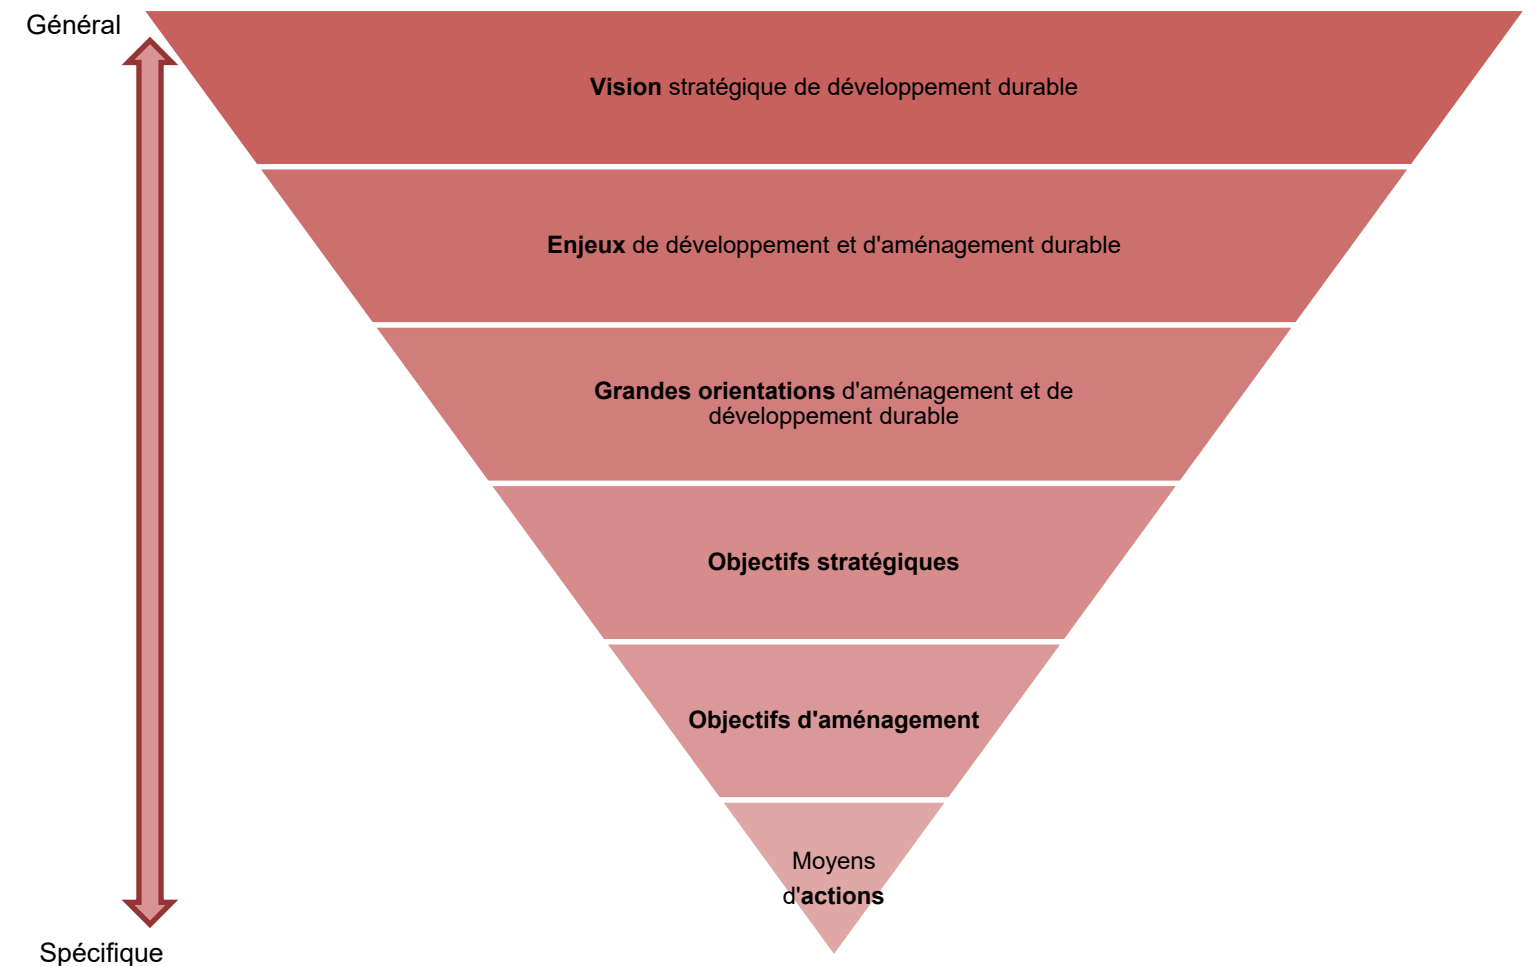 Général
Vision stratégique de développement durable
Enjeux de développement et d'aménagement durable
Grandes orientations d'aménagement et de
développement durable
Objectifs stratégiques
Objectifs d'aménagement
Moyens
d'actions
Spécifique